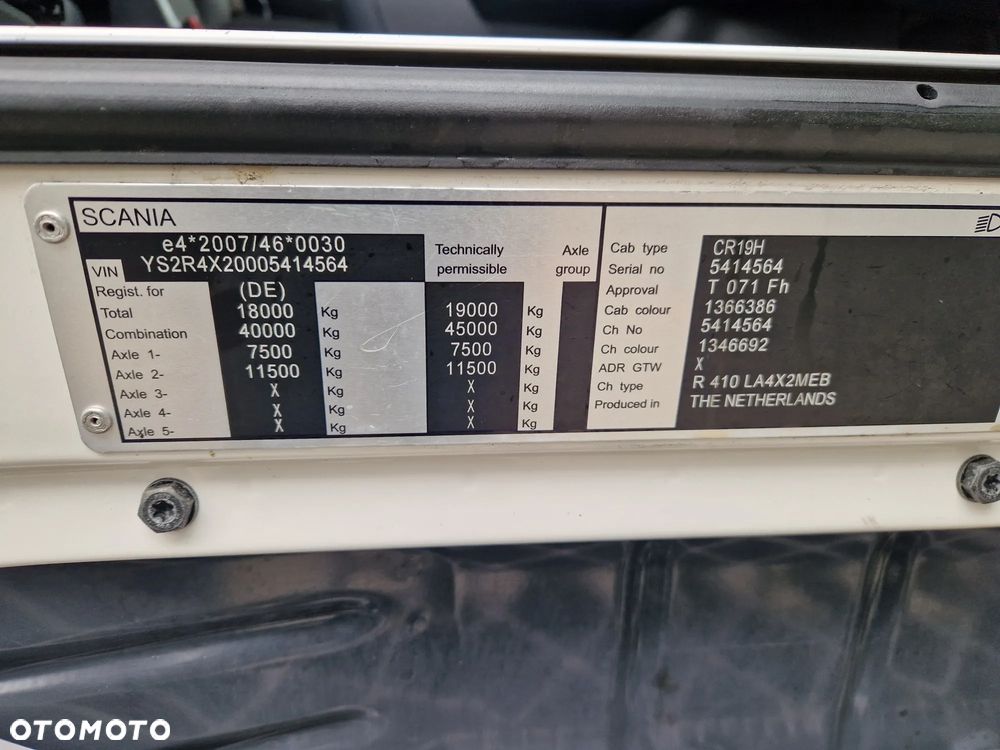 SCANIA
e4*2007/46*0030
VIN YS2R4X20005414564
Technically permissible
Axle group
Regist. for (DE)
Total 18000 Kg 19000 Kg
Combination 40000 Kg 45000 Kg
Axle 1- 7500 Kg 7500 Kg
Axle 2- 11500 Kg 11500 Kg
Axle 3- X Kg X Kg
Axle 4- X Kg X Kg
Axle 5- X Kg X Kg
Cab type CR19H
Serial no 5414564
Approval T 071 Fh
Cab colour 1366386
Ch No 5414564
Ch colour 1346692
ADR GTW X
Ch type R 410 LA4X2MEB
Produced in THE NETHERLANDS
OTOMOTO